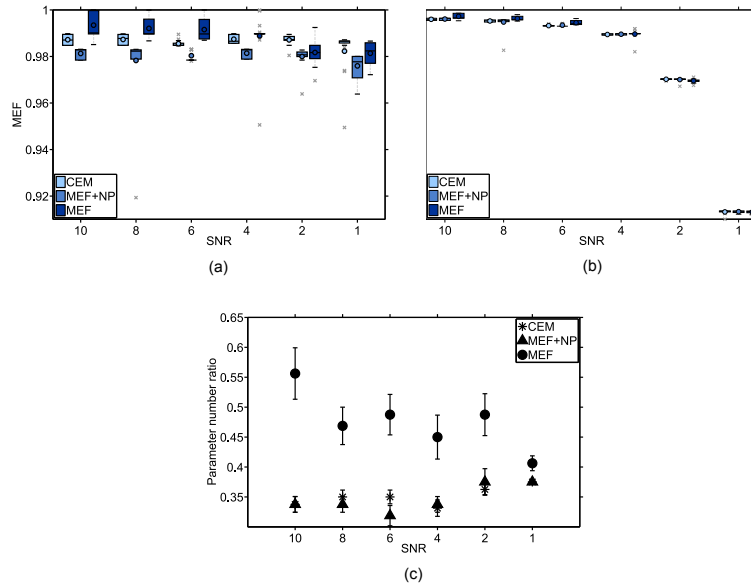 1
0.98
0.96
0.94
0.92
MEF
CEM
MEF+NP
MEF
10 8 6 4 2 1
SNR
(a)
CEM
MEF+NP
MEF
10 8 6 4 2 1
SNR
(b)
0.65
0.6
0.55
0.5
0.45
0.4
0.35
Parameter number ratio
CEM
MEF+NP
MEF
10 8 6 4 2 1
SNR
(c)